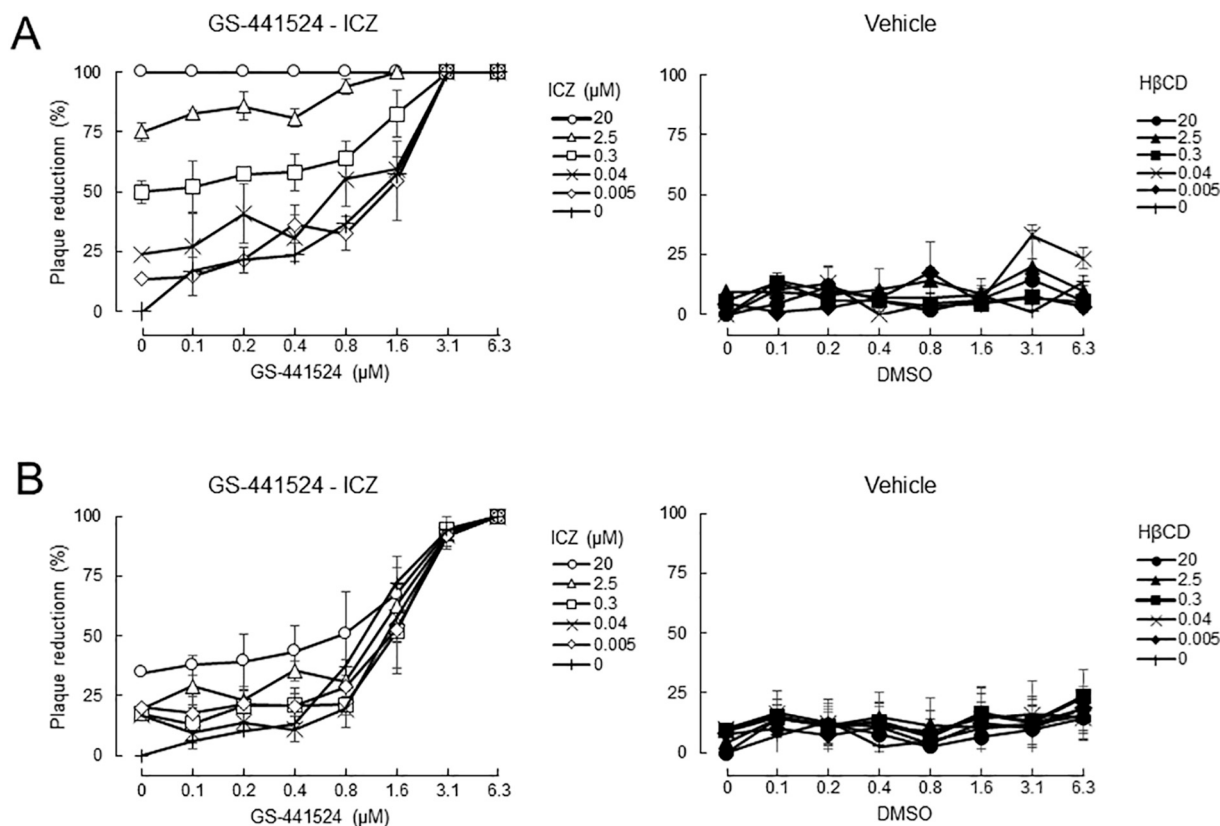 A
GS-441524 - ICZ
Plaque reductionn (%)
100
75
50
25
0
0 0.1 0.2 0.4 0.8 1.6 3.1 6.3
GS-441524 (µM)
ICZ (µM)
20
2.5
0.3
0.04
0.005
0
Vehicle
100
75
50
25
0
0 0.1 0.2 0.4 0.8 1.6 3.1 6.3
DMSO
HβCD
20
2.5
0.3
0.04
0.005
0
B
GS-441524 - ICZ
Plaque reductionn (%)
100
75
50
25
0
0 0.1 0.2 0.4 0.8 1.6 3.1 6.3
GS-441524 (µM)
ICZ (µM)
20
2.5
0.3
0.04
0.005
0
Vehicle
100
75
50
25
0
0 0.1 0.2 0.4 0.8 1.6 3.1 6.3
DMSO
HβCD
20
2.5
0.3
0.04
0.005
0